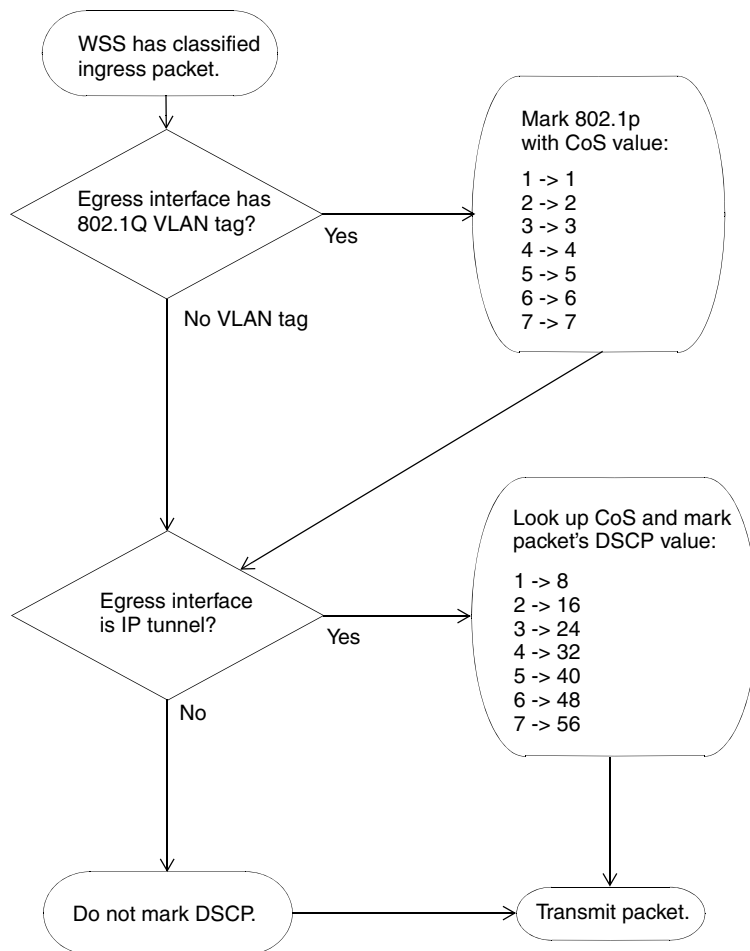 WSS has classified
ingress packet.
Egress interface has
802.1Q VLAN tag?
Yes
Mark 802.1p
with CoS value:
1 -> 1
2 -> 2
3 -> 3
4 -> 4
5 -> 5
6 -> 6
7 -> 7
No VLAN tag
Egress interface
is IP tunnel?
Yes
Look up CoS and mark
packet's DSCP value:
1 -> 8
2 -> 16
3 -> 24
4 -> 32
5 -> 40
6 -> 48
7 -> 56
No
Do not mark DSCP.
Transmit packet.